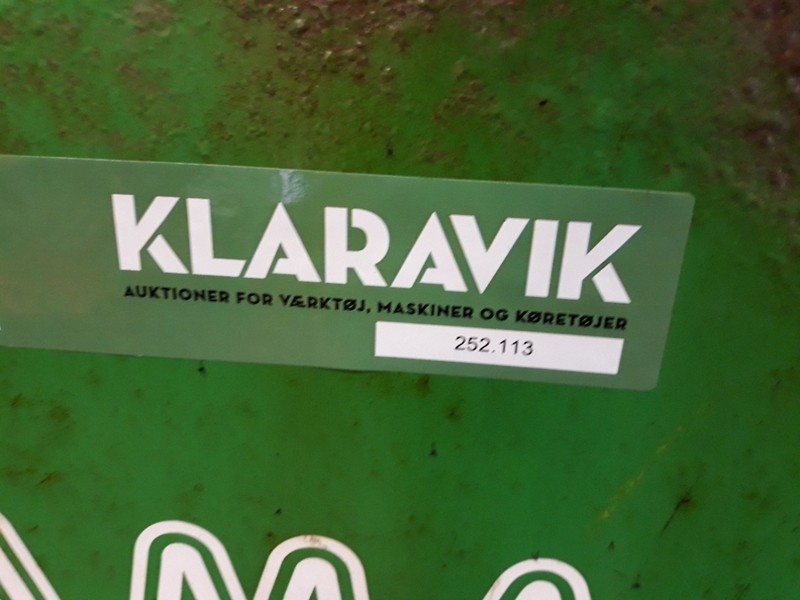 KLARAVIK
AUKTIONER FOR VÆRKTØJ, MASKINER OG KØRETØJER
252.113